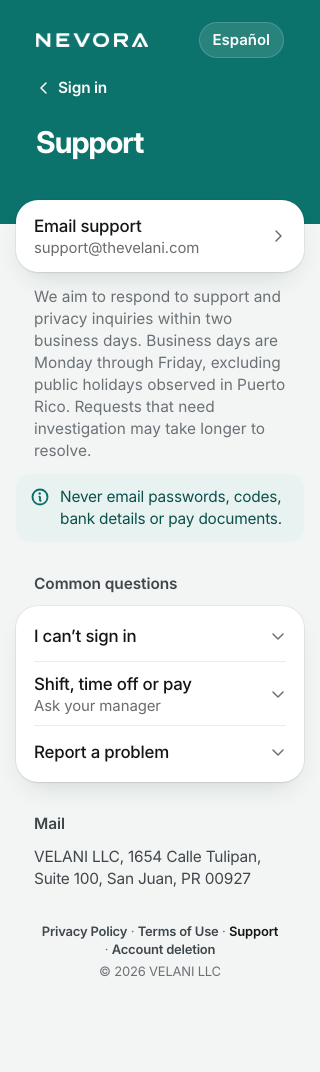 NEVORA
Español
Sign in
Support
Email support
support@thevelani.com
We aim to respond to support and
privacy inquiries within two
business days. Business days are
Monday through Friday, excluding
public holidays observed in Puerto
Rico. Requests that need
investigation may take longer to
resolve.
Never email passwords, codes,
bank details or pay documents.
Common questions
I can’t sign in
Shift, time off or pay
Ask your manager
Report a problem
Mail
VELANI LLC, 1654 Calle Tulipan,
Suite 100, San Juan, PR 00927
Privacy Policy · Terms of Use · Support
· Account deletion
© 2026 VELANI LLC